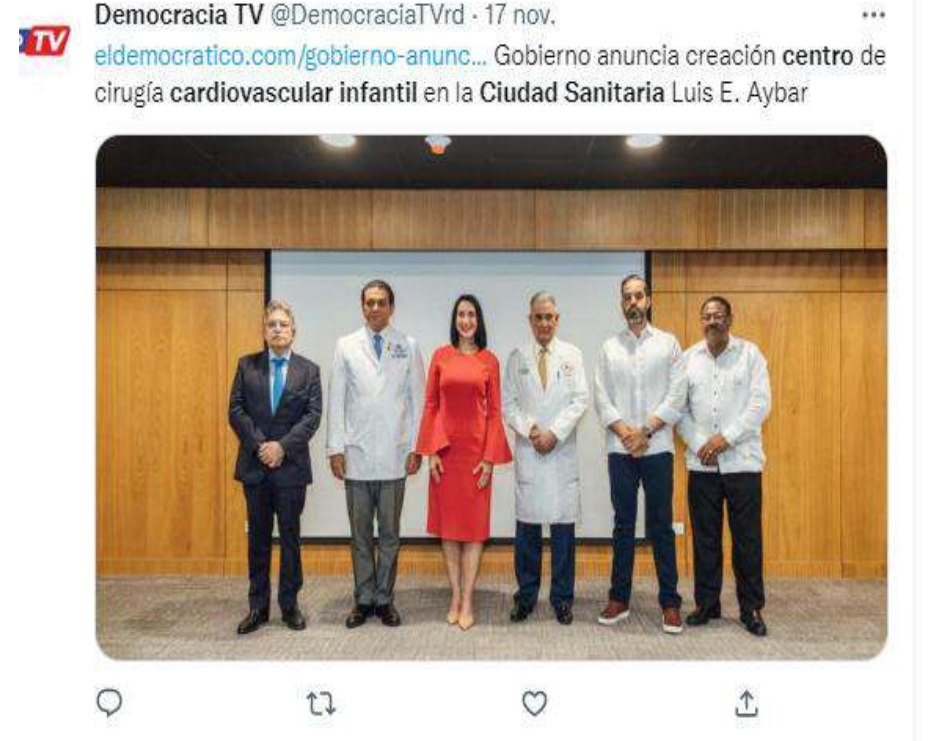 Democracia TV @DemocraciaTVrd · 17 nov.
TV
eldemocratico.com/gobierno-anunc... Gobierno anuncia creación centro de
cirugía cardiovascular infantil en la Ciudad Sanitaria Luis E. Aybar